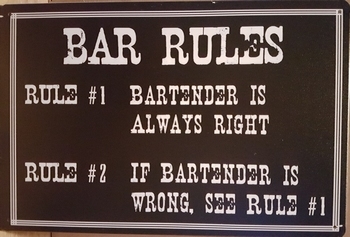 BAR RULES
RULE #1 BARTENDER IS
ALWAYS RIGHT
RULE #2 IF BARTENDER IS
WRONG, SEE RULE #1